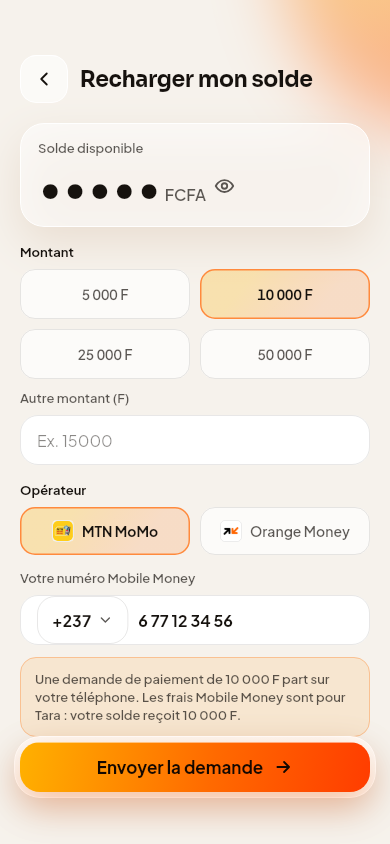 Recharger mon solde
Solde disponible
●●●●● FCFA
Montant
5 000 F
10 000 F
25 000 F
50 000 F
Autre montant (F)
Ex. 15000
Opérateur
MTN MoMo
Orange Money
Votre numéro Mobile Money
+237
6 77 12 34 56
Une demande de paiement de 10 000 F part sur
votre téléphone. Les frais Mobile Money sont pour
Tara : votre solde reçoit 10 000 F.
Envoyer la demande →